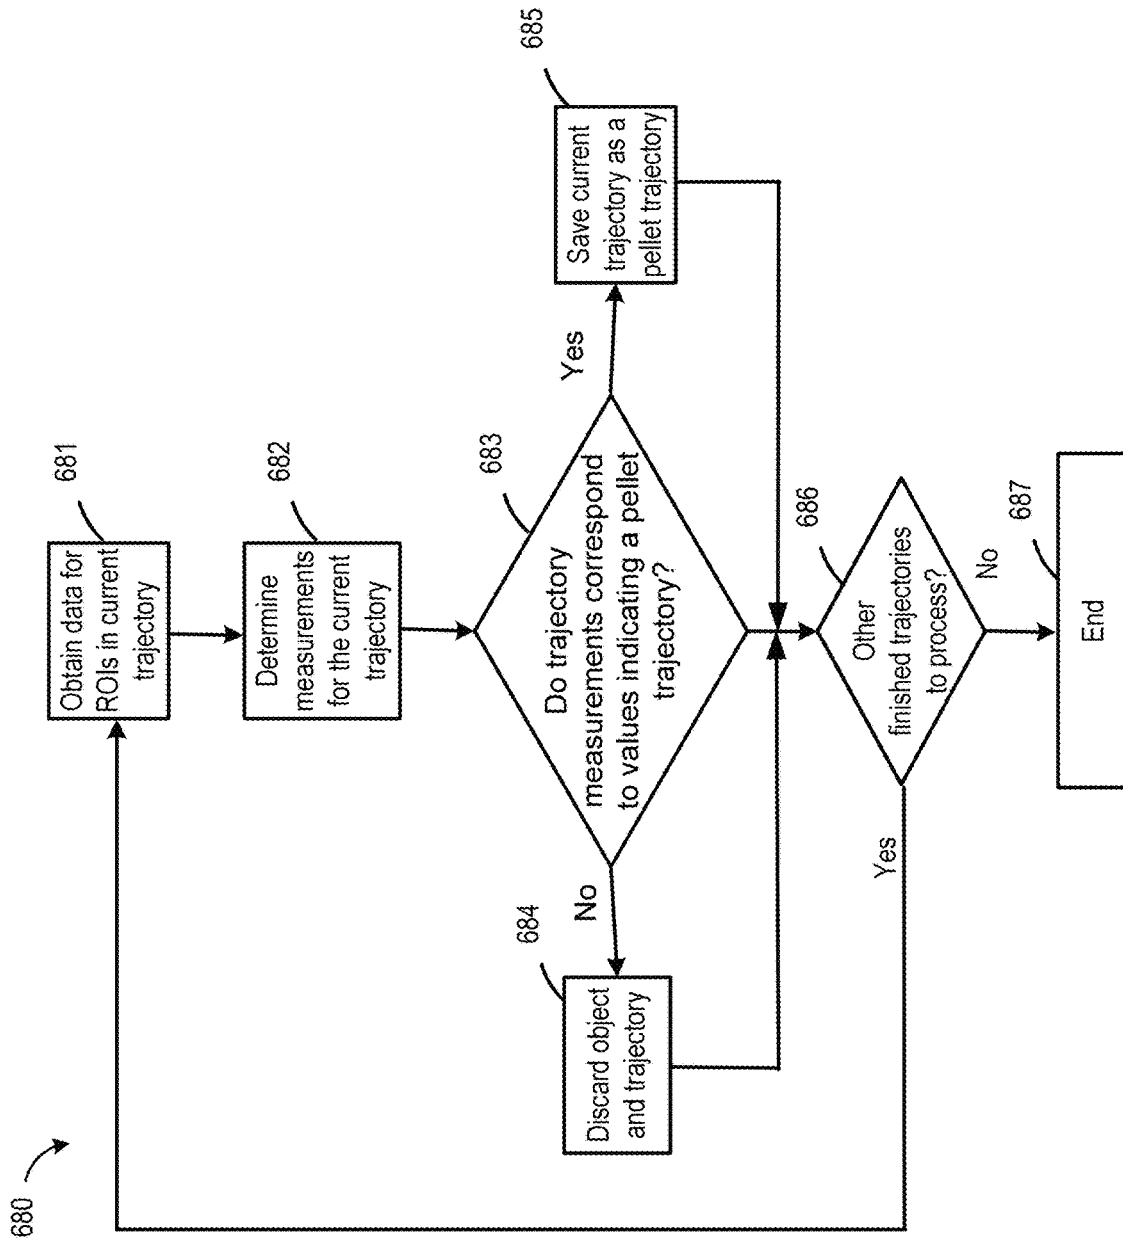 680
681
Obtain data for
ROIs in current
trajectory
682
Determine
measurements
for the current
trajectory
683
Do trajectory
measurements correspond
to values indicating a pellet
trajectory?
No
Yes
684
Discard object
and trajectory
685
Save current
trajectory as a
pellet trajectory
686
Other
finished trajectories
to process?
Yes
No
687
End